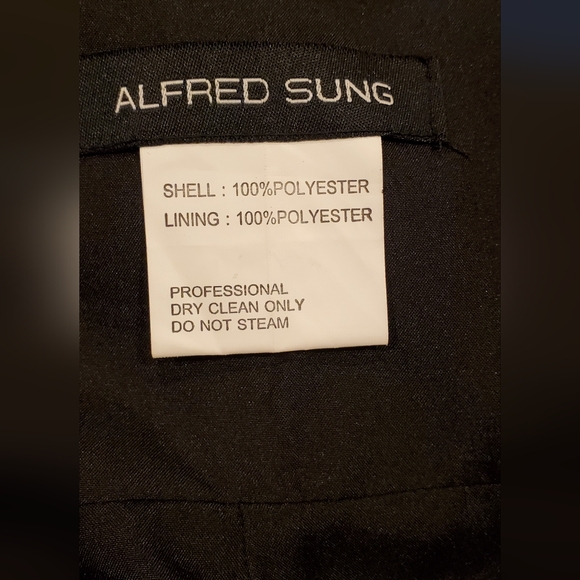 ALFRED SUNG
SHELL : 100%POLYESTER
LINING : 100%POLYESTER
PROFESSIONAL
DRY CLEAN ONLY
DO NOT STEAM